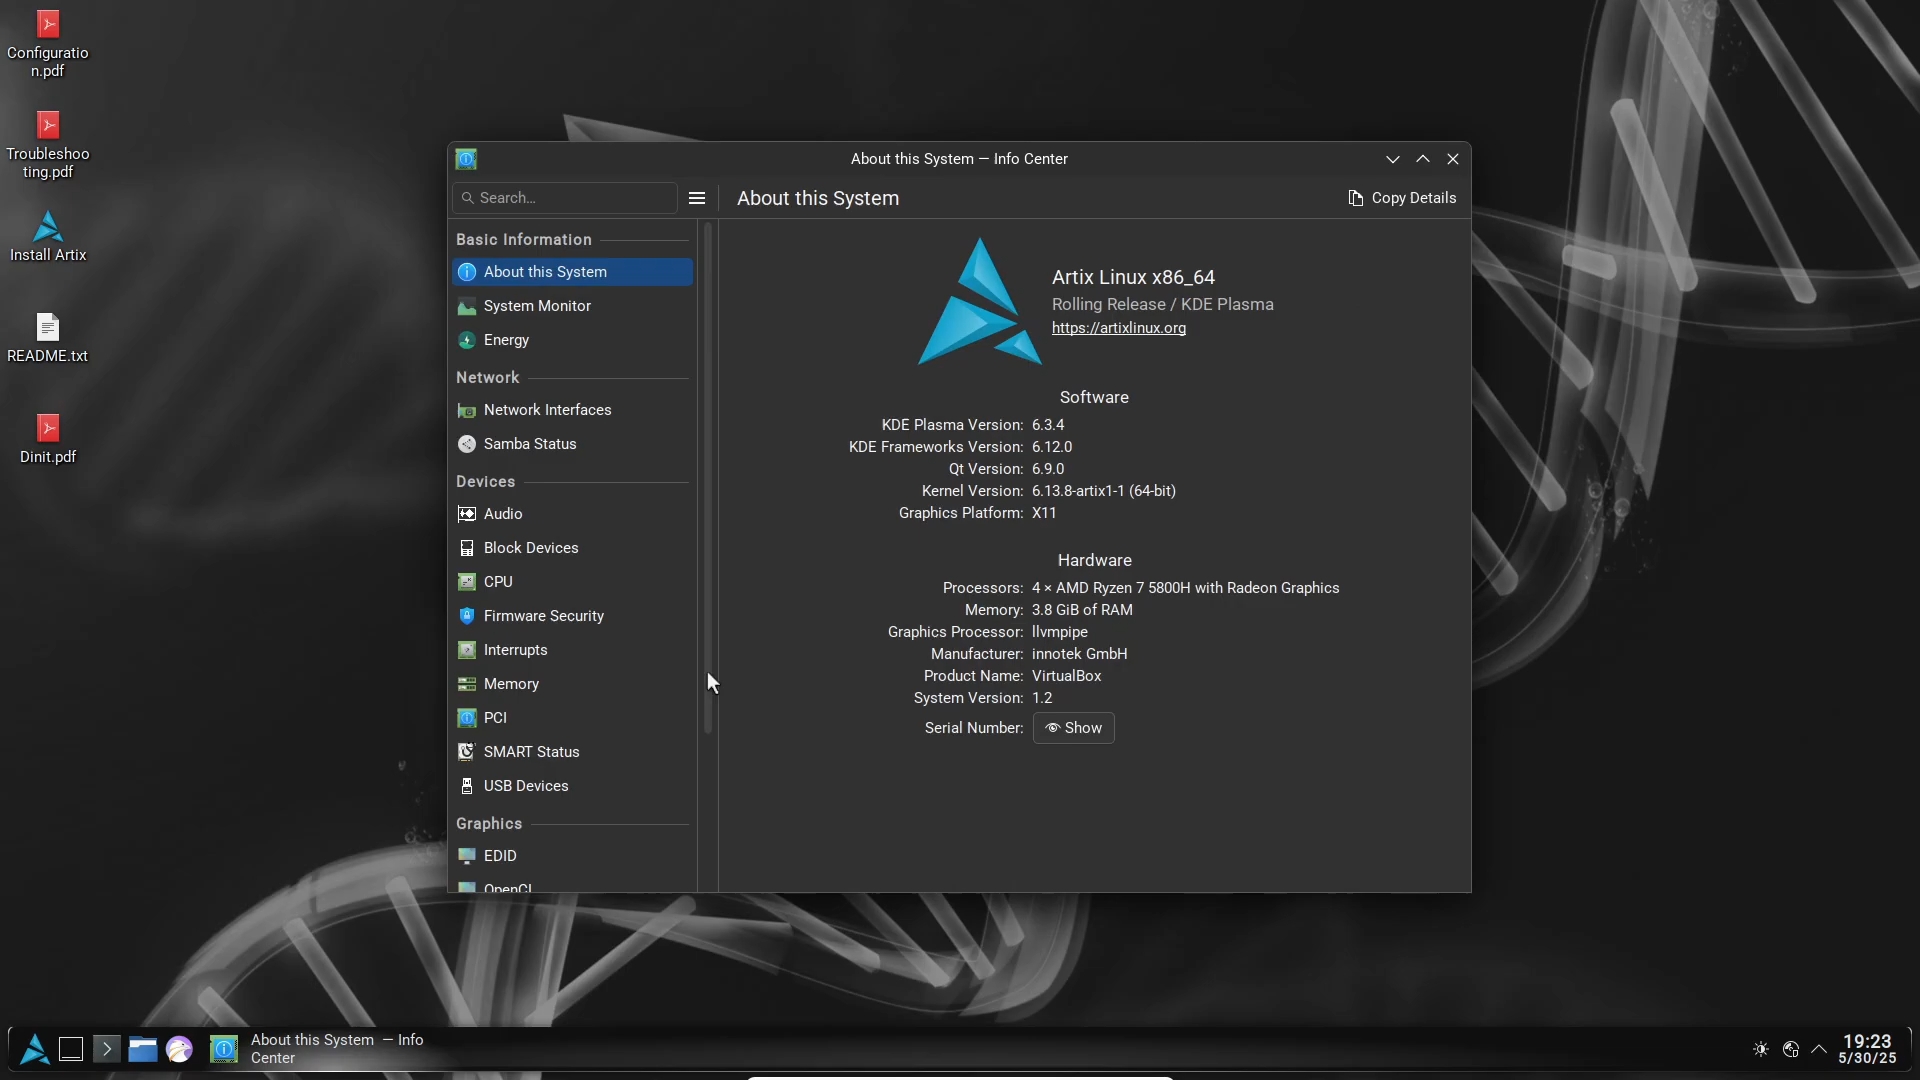 Configuratio
n.pdf
Troubleshoo
ting.pdf
Install Artix
README.txt
Dinit.pdf
About this System — Info Center
Search…
About this System
Copy Details
Basic Information
About this System
System Monitor
Energy
Network
Network Interfaces
Samba Status
Devices
Audio
Block Devices
CPU
Firmware Security
Interrupts
Memory
PCI
SMART Status
USB Devices
Graphics
EDID
OpenCL
Artix Linux x86_64
Rolling Release / KDE Plasma
https://artixlinux.org
Software
KDE Plasma Version: 6.3.4
KDE Frameworks Version: 6.12.0
Qt Version: 6.9.0
Kernel Version: 6.13.8-artix1-1 (64-bit)
Graphics Platform: X11
Hardware
Processors: 4 × AMD Ryzen 7 5800H with Radeon Graphics
Memory: 3.8 GiB of RAM
Graphics Processor: llvmpipe
Manufacturer: innotek GmbH
Product Name: VirtualBox
System Version: 1.2
Serial Number: Show
About this System — Info
Center
19:23
5/30/25